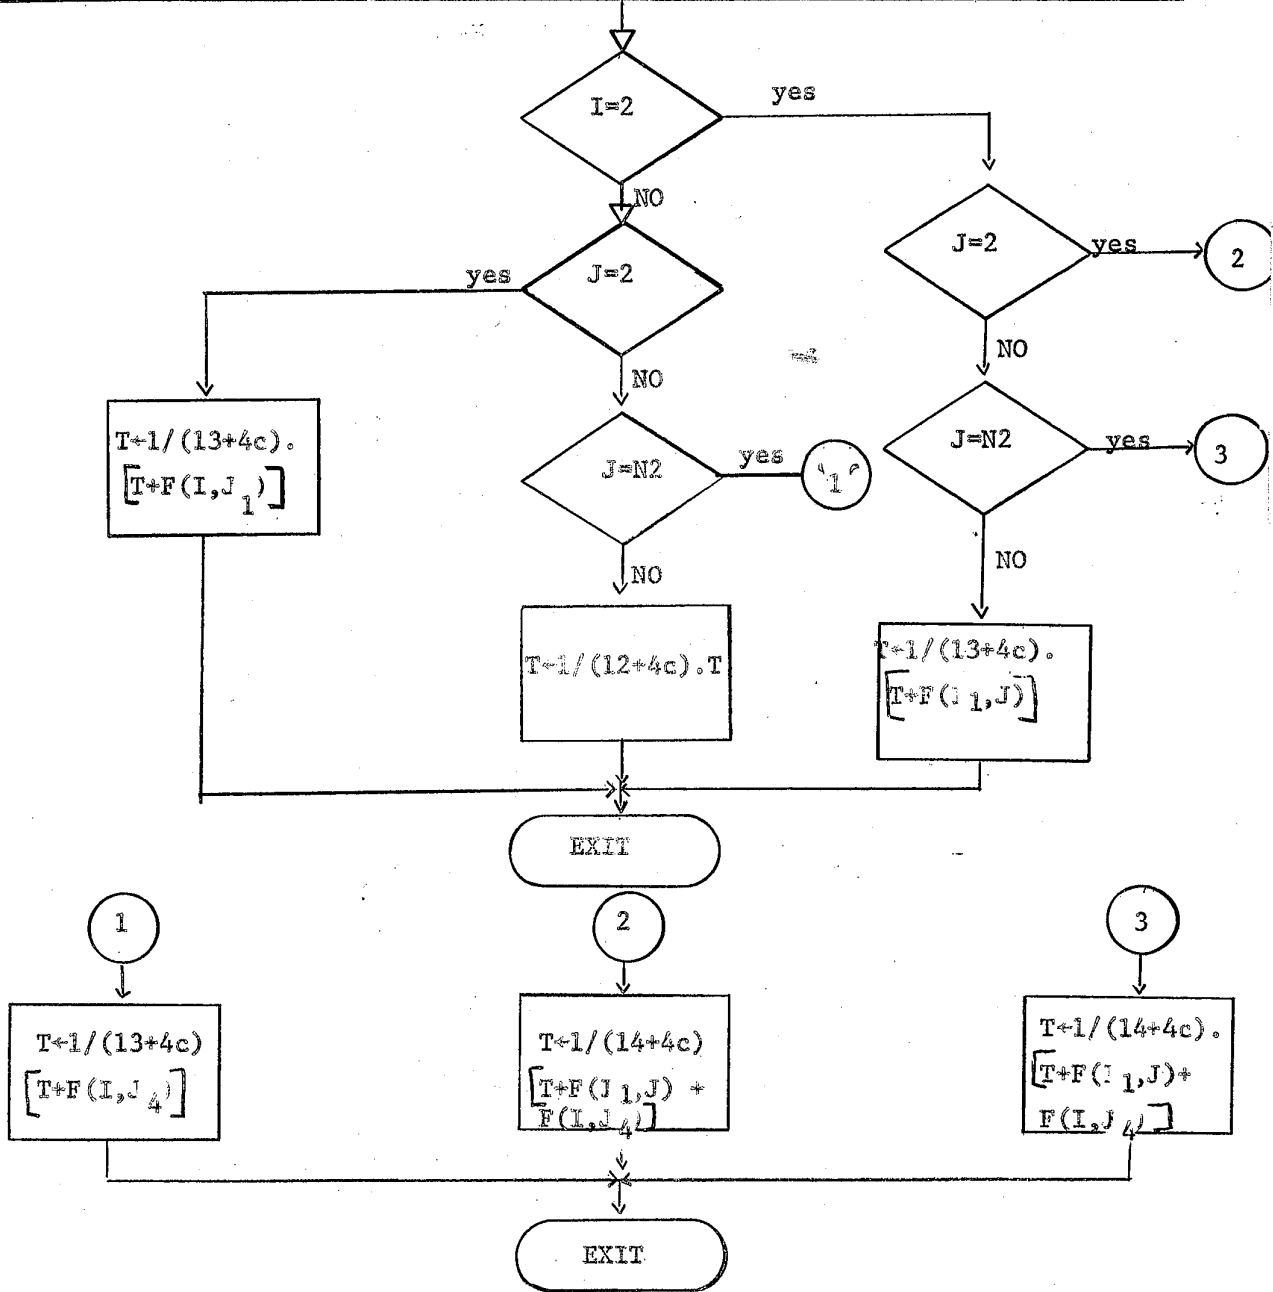 I=2
yes
NO
J=2
yes
J=2
yes
2
NO
NO
T←1/(13+4c).
[T+F(I,J₁)]
J=N2
yes
1
J=N2
yes
3
NO
NO
T←1/(12+4c).T
T←1/(13+4c).
[T+F(I₁,J)]
EXIT
1
2
3
T←1/(13+4c)
[T+F(I,J₄)]
T←1/(14+4c)
[T+F(I₁,J) +
F(I,J₄)]
T←1/(14+4c).
[T+F(I₁,J)+
F(I,J₄)]
EXIT